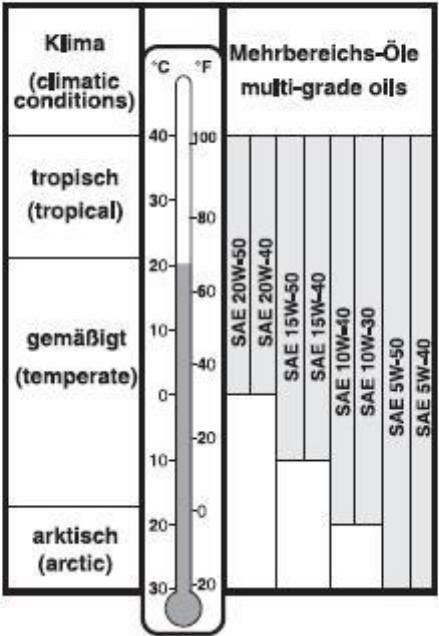 Klima
(climatic
conditions)
°C °F
Mehrbereichs-Öle
multi-grade oils
tropisch
(tropical)
gemäßigt
(temperate)
arktisch
(arctic)
40
30
20
10
0
10
20
30
100
80
60
40
20
0
20
SAE 20W-50
SAE 20W-40
SAE 15W-50
SAE 15W-40
SAE 10W-40
SAE 10W-30
SAE 5W-50
SAE 5W-40